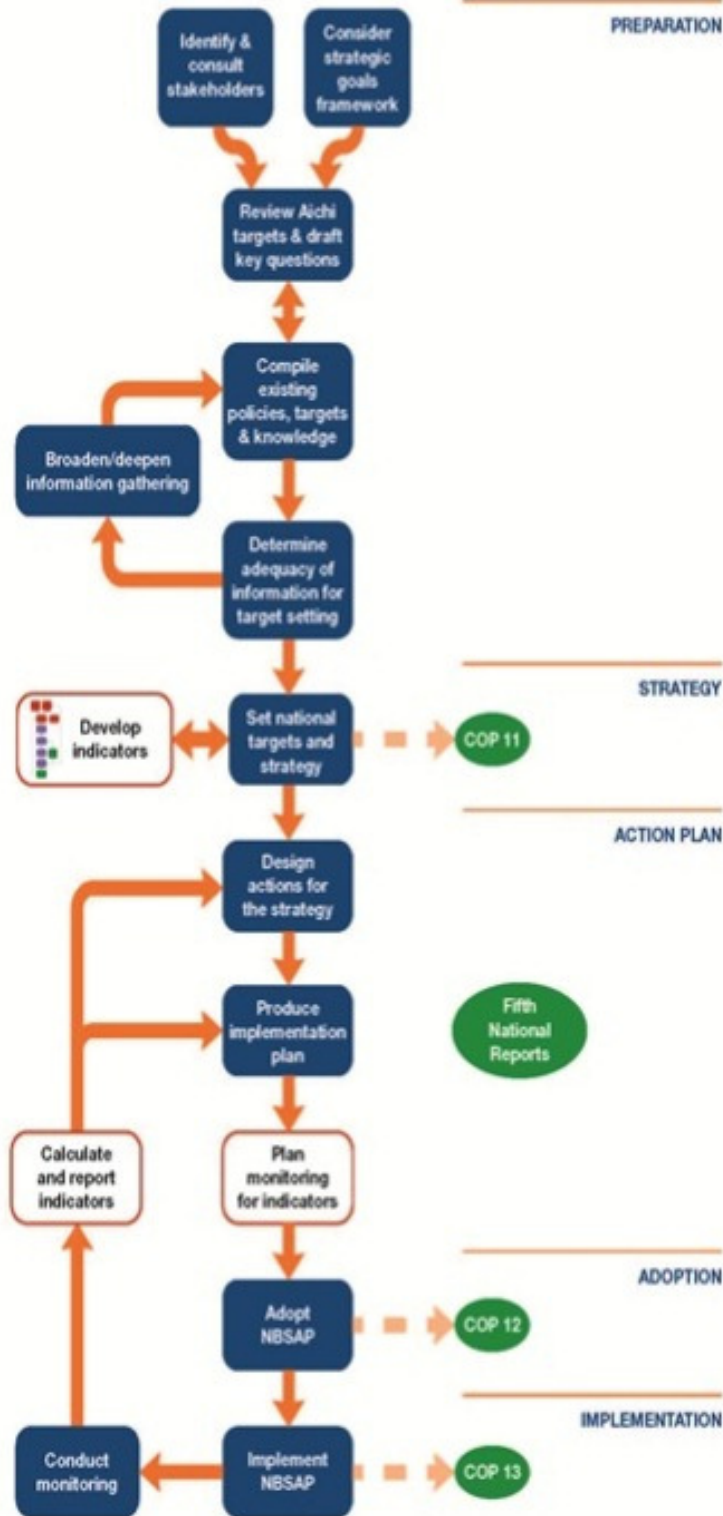 PREPARATION
Identify &
consult
stakeholders
Consider
strategic
goals
framework
Review Aichi
targets & draft
key questions
Compile
existing
policies, targets
& knowledge
Broaden/deepen
information gathering
Determine
adequacy of
information for
target setting
STRATEGY
Develop
indicators
Set national
targets and
strategy
COP 11
ACTION PLAN
Design
actions for
the strategy
Produce
implementation
plan
Fifth
National
Reports
Calculate
and report
indicators
Plan
monitoring
for indicators
ADOPTION
Adopt
NBSAP
COP 12
IMPLEMENTATION
Conduct
monitoring
Implement
NBSAP
COP 13